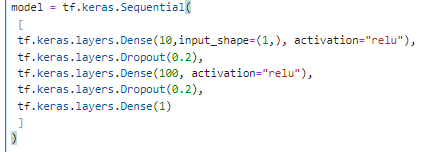 model = tf.keras.Sequential(
[
tf.keras.layers.Dense(10,input_shape=(1,), activation="relu"),
tf.keras.layers.Dropout(0.2),
tf.keras.layers.Dense(100, activation="relu"),
tf.keras.layers.Dropout(0.2),
tf.keras.layers.Dense(1)
]
)